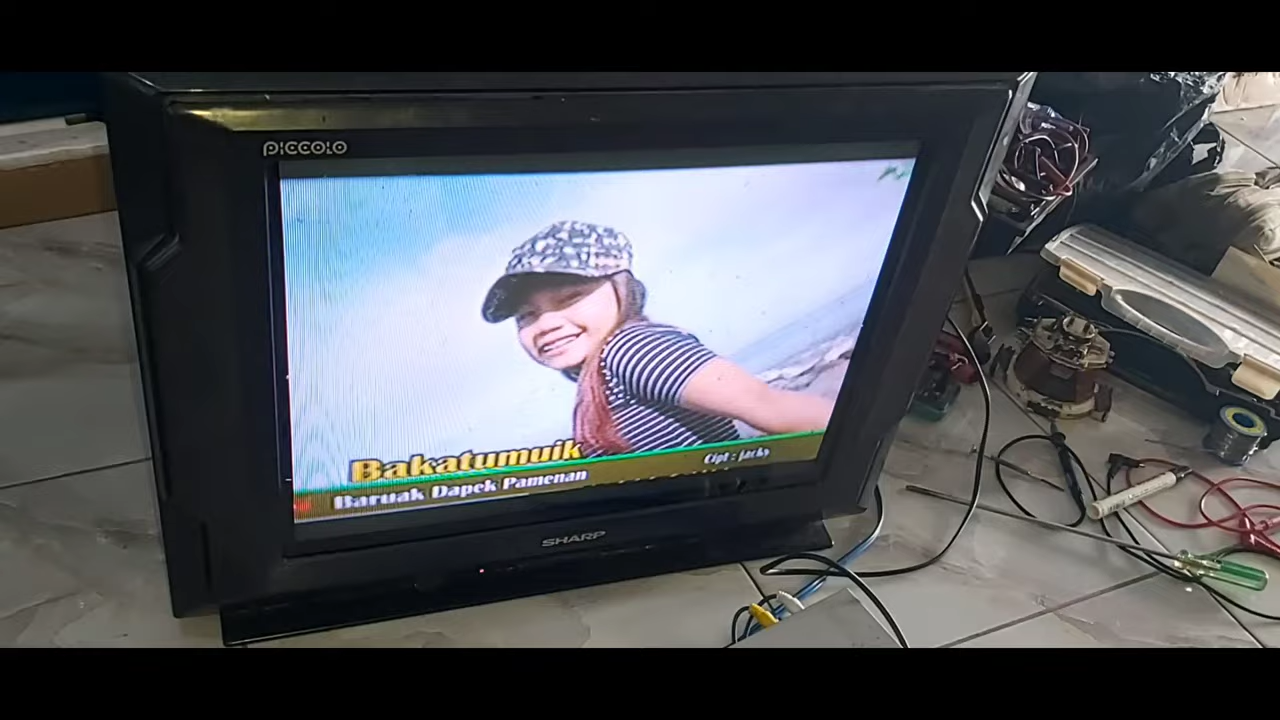 PICCOLO
Bakatumuik
Baruak Dapek Pamenan
Cipt : Jacky
SHARP